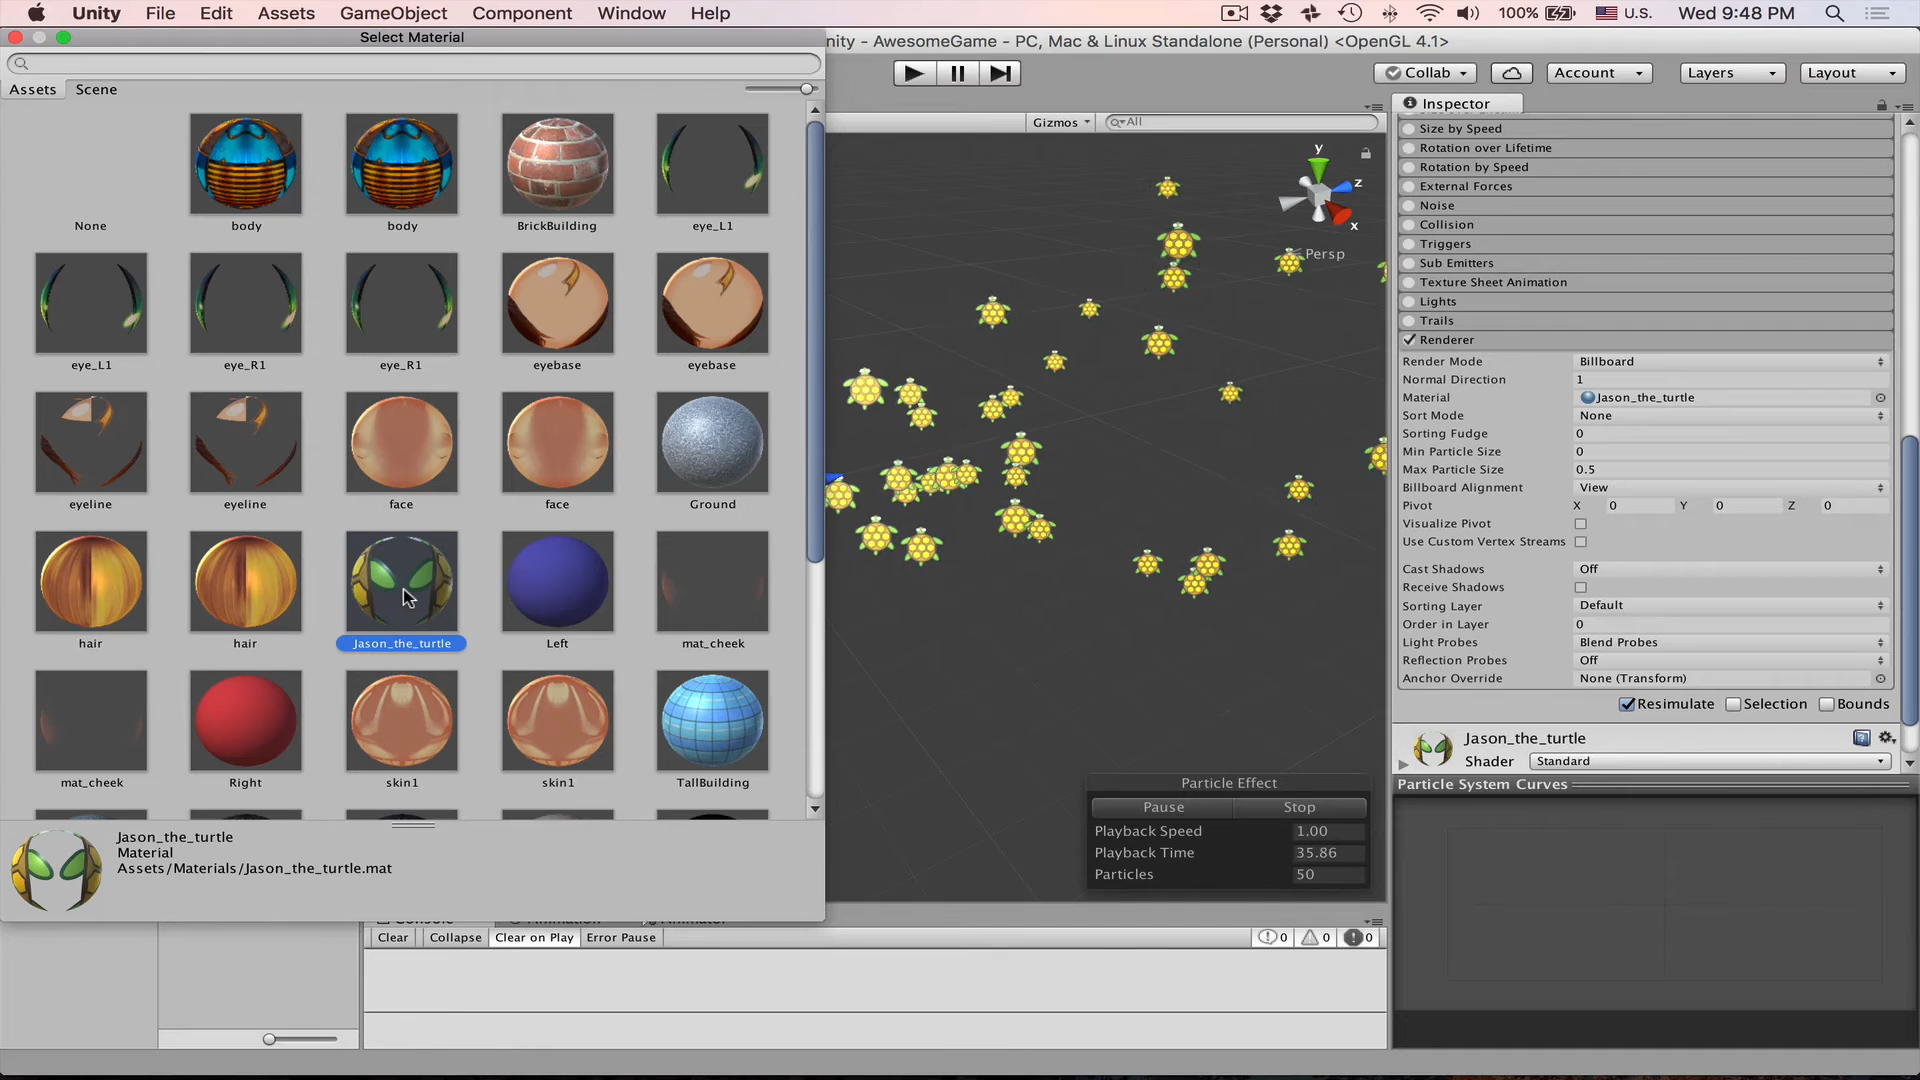 Unity File Edit Assets GameObject Component Window Help 100% U.S. Wed 9:48 PM
Select Material
nity - AwesomeGame - PC, Mac & Linux Standalone (Personal) <OpenGL 4.1>
Collab Account Layers Layout
Assets Scene
Gizmos All
None body body BrickBuilding eye_L1
eye_L1 eye_R1 eye_R1 eyebase eyebase
eyeline eyeline face face Ground
hair hair Jason_the_turtle Left mat_cheek
mat_cheek Right skin1 skin1 TallBuilding
Jason_the_turtle
Material
Assets/Materials/Jason_the_turtle.mat
y
z
x
Persp
Particle Effect
Pause Stop
Playback Speed 1.00
Playback Time 35.86
Particles 50
Console Animation Animator
Clear Collapse Clear on Play Error Pause 0 0 0
Inspector
Size by Speed
Rotation over Lifetime
Rotation by Speed
External Forces
Noise
Collision
Triggers
Sub Emitters
Texture Sheet Animation
Lights
Trails
Renderer
Render Mode Billboard
Normal Direction 1
Material Jason_the_turtle
Sort Mode None
Sorting Fudge 0
Min Particle Size 0
Max Particle Size 0.5
Billboard Alignment View
Pivot X 0 Y 0 Z 0
Visualize Pivot
Use Custom Vertex Streams
Cast Shadows Off
Receive Shadows
Sorting Layer Default
Order in Layer 0
Light Probes Blend Probes
Reflection Probes Off
Anchor Override None (Transform)
Resimulate Selection Bounds
Jason_the_turtle
Shader Standard
Particle System Curves